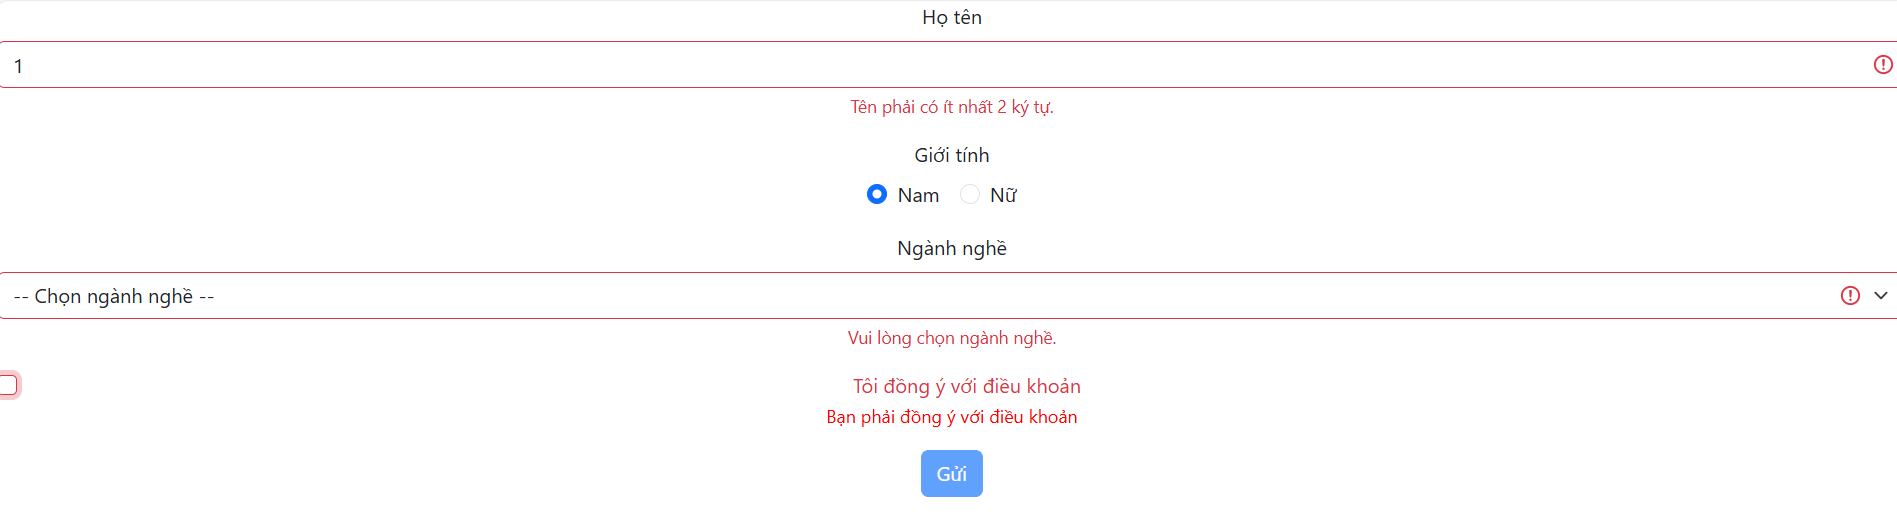 Họ tên
1
Tên phải có ít nhất 2 ký tự.
Giới tính
Nam Nữ
Ngành nghề
-- Chọn ngành nghề --
Vui lòng chọn ngành nghề.
Tôi đồng ý với điều khoản
Bạn phải đồng ý với điều khoản
Gửi